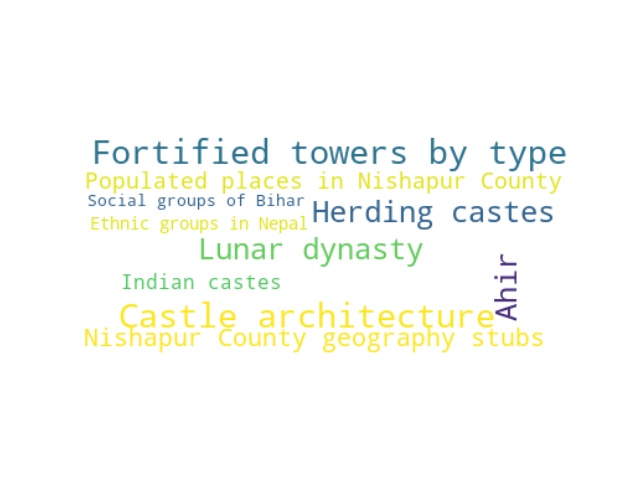 Fortified towers by type
Populated places in Nishapur County
Social groups of Bihar
Herding castes
Ethnic groups in Nepal
Lunar dynasty
Ahir
Indian castes
Castle architecture
Nishapur County geography stubs